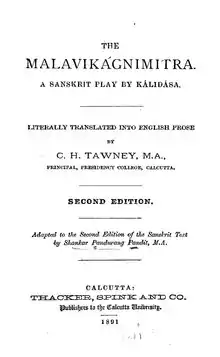 THE
MALAVIKÁGNIMITRA.
A SANSKRIT PLAY BY KÁLIDÁSA.
LITERALLY TRANSLATED INTO ENGLISH PROSE
BY
C. H. TAWNEY, M.A.,
PRINCIPAL, PRESIDENCY COLLEGE, CALCUTTA.
SECOND EDITION.
Adapted to the Second Edition of the Sanskrit Text
by Shankar Pandurang Pandit, M.A.
CALCUTTA:
THACKER, SPINK AND CO.
Publishers to the Calcutta University.
1891